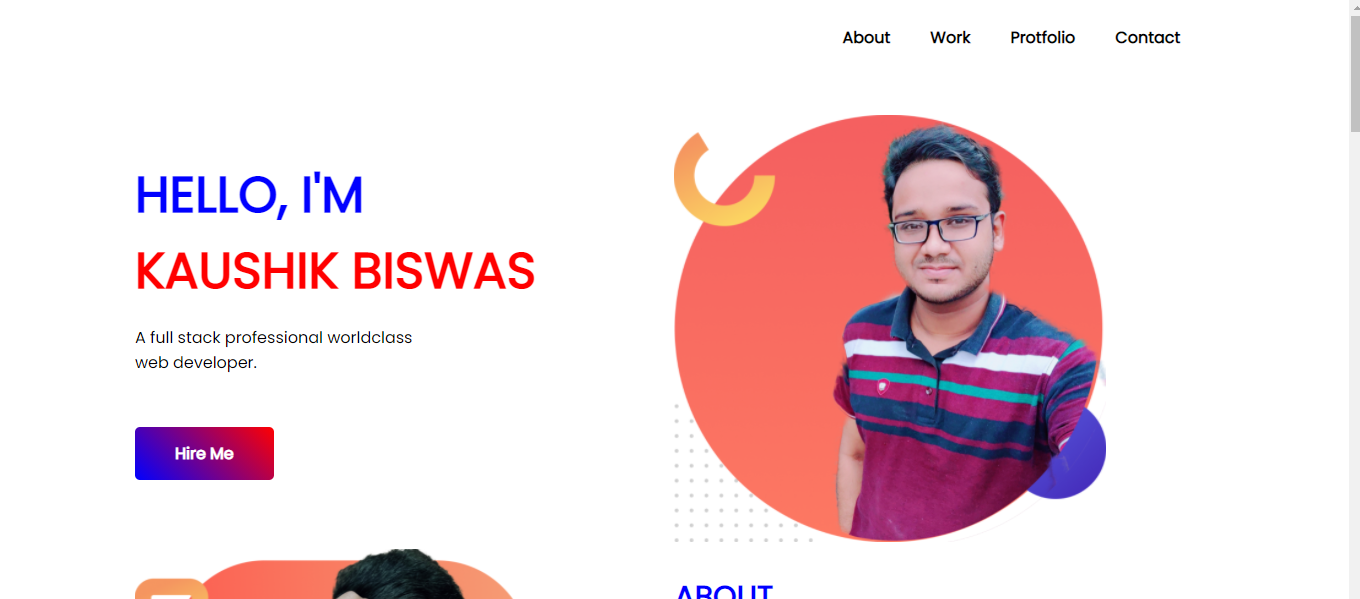 About Work Protfolio Contact
HELLO, I'M
KAUSHIK BISWAS
A full stack professional worldclass
web developer.
Hire Me
ABOUT